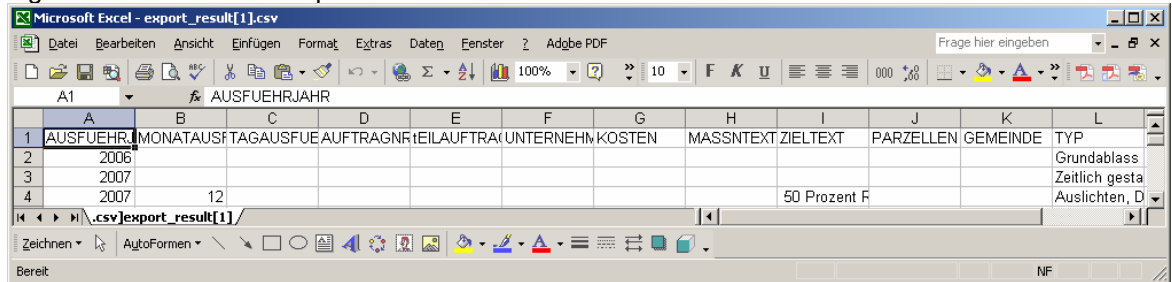 Microsoft Excel - export_result[1].csv
Datei Bearbeiten Ansicht Einfügen Format Extras Daten Fenster ? Adobe PDF Frage hier eingeben
100% 10 F K U 000
A1 fx AUSFUEHRJAHR
A B C D E F G H I J K L
1 AUSFUEHRJ MONATAUSF TAGAUSFUE AUFTRAGNR tEILAUFTRA UNTERNEHM KOSTEN MASSNTEXT ZIELTEXT PARZELLEN GEMEINDE TYP
2 2006 Grundablass
3 2007 Zeitlich gesta
4 2007 12 50 Prozent R Auslichten, D
.csv]export_result[1]
Zeichnen AutoFormen
Bereit NF